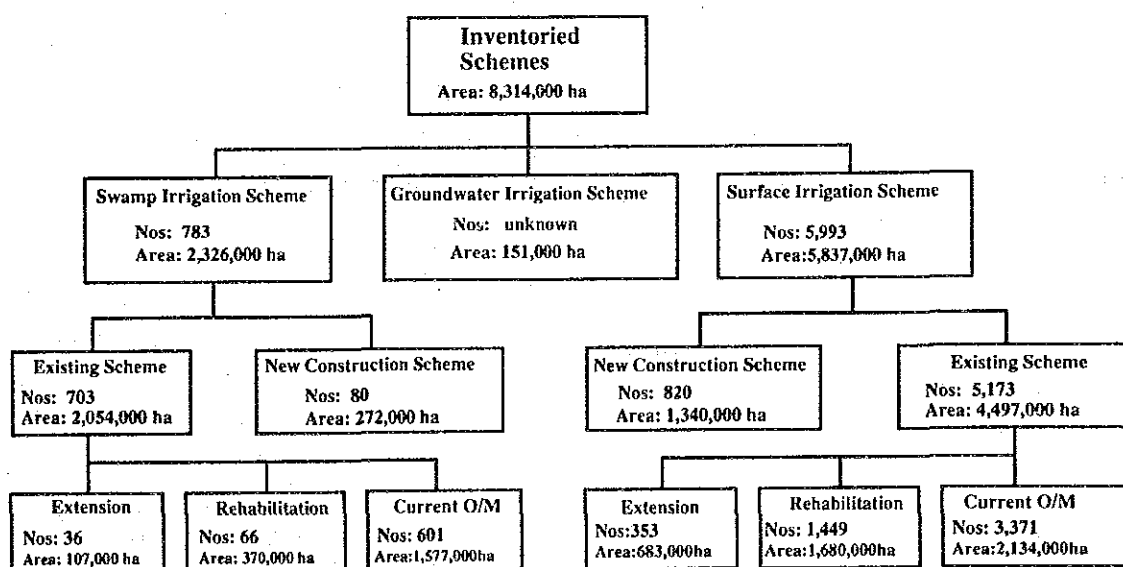 Inventoried
Schemes
Area: 8,314,000 ha
Swamp Irrigation Scheme
Nos: 783
Area: 2,326,000 ha
Groundwater Irrigation Scheme
Nos: unknown
Area: 151,000 ha
Surface Irrigation Scheme
Nos: 5,993
Area:5,837,000 ha
Existing Scheme
Nos: 703
Area: 2,054,000 ha
New Construction Scheme
Nos: 80
Area: 272,000 ha
New Construction Scheme
Nos: 820
Area: 1,340,000 ha
Existing Scheme
Nos: 5,173
Area: 4,497,000 ha
Extension
Nos: 36
Area: 107,000 ha
Rehabilitation
Nos: 66
Area: 370,000 ha
Current O/M
Nos: 601
Area:1,577,000ha
Extension
Nos:353
Area:683,000ha
Rehabilitation
Nos: 1,449
Area:1,680,000ha
Current O/M
Nos: 3,371
Area:2,134,000ha